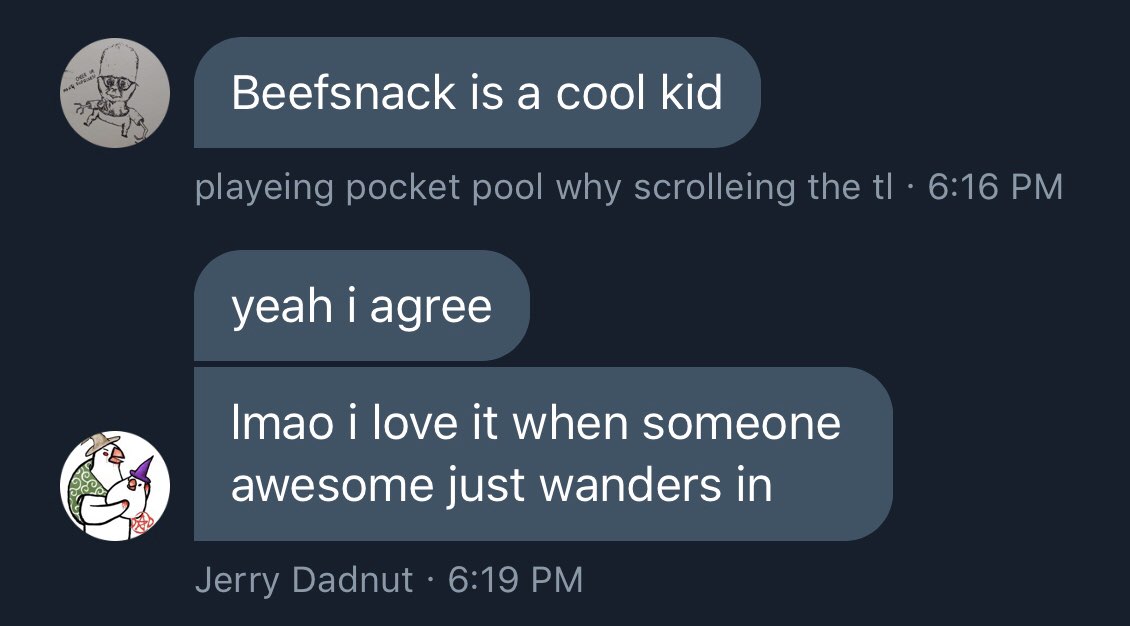 Beefsnack is a cool kid
playeing pocket pool why scrolleing the tl · 6:16 PM
yeah i agree
lmao i love it when someone
awesome just wanders in
Jerry Dadnut · 6:19 PM